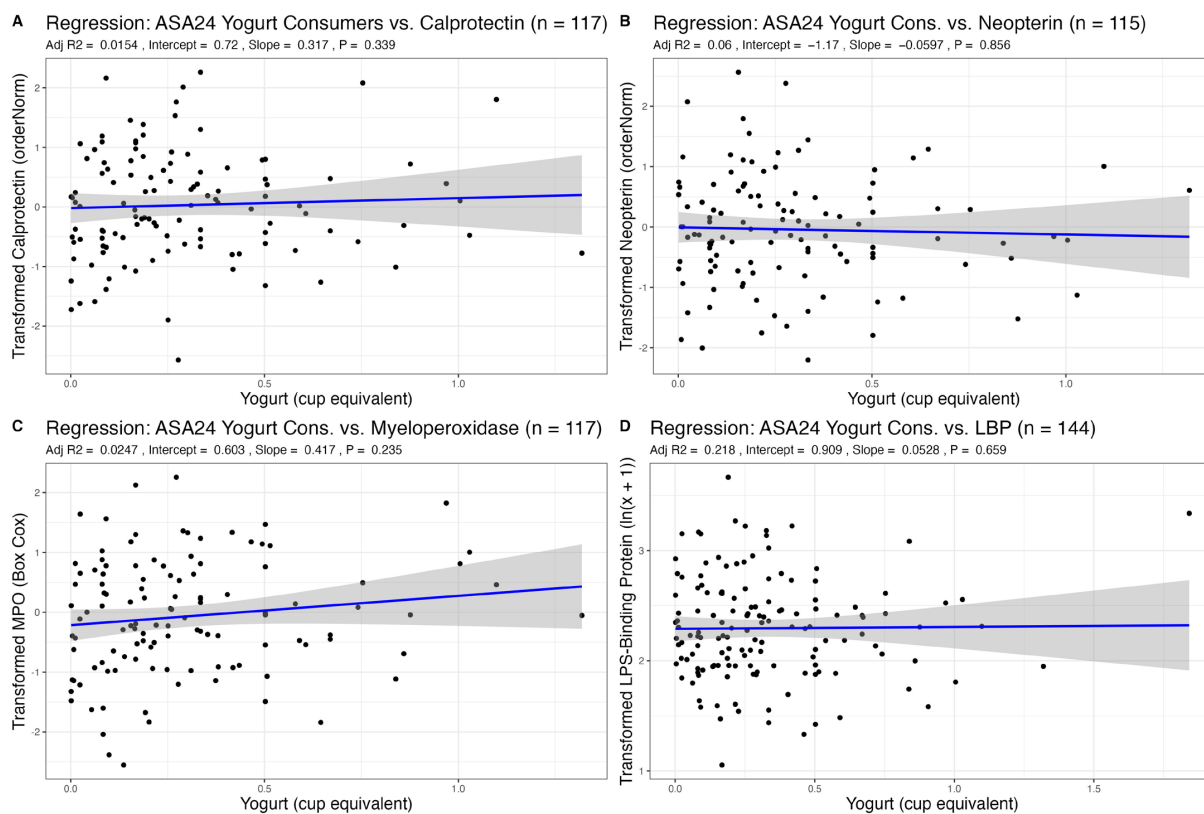 A Regression: ASA24 Yogurt Consumers vs. Calprotectin (n = 117)
Adj R2 = 0.0154 , Intercept = 0.72 , Slope = 0.317 , P = 0.339
Transformed Calprotectin (orderNorm)
2
1
0
-1
-2
0.0 0.5 1.0
Yogurt (cup equivalent)
B Regression: ASA24 Yogurt Cons. vs. Neopterin (n = 115)
Adj R2 = 0.06 , Intercept = −1.17 , Slope = −0.0597 , P = 0.856
Transformed Neopterin (orderNorm)
2
1
0
-1
-2
0.0 0.5 1.0
Yogurt (cup equivalent)
C Regression: ASA24 Yogurt Cons. vs. Myeloperoxidase (n = 117)
Adj R2 = 0.0247 , Intercept = 0.603 , Slope = 0.417 , P = 0.235
Transformed MPO (Box Cox)
2
1
0
-1
-2
0.0 0.5 1.0
Yogurt (cup equivalent)
D Regression: ASA24 Yogurt Cons. vs. LBP (n = 144)
Adj R2 = 0.218 , Intercept = 0.909 , Slope = 0.0528 , P = 0.659
Transformed LPS-Binding Protein (ln(x + 1))
3
2
1
0.0 0.5 1.0 1.5
Yogurt (cup equivalent)